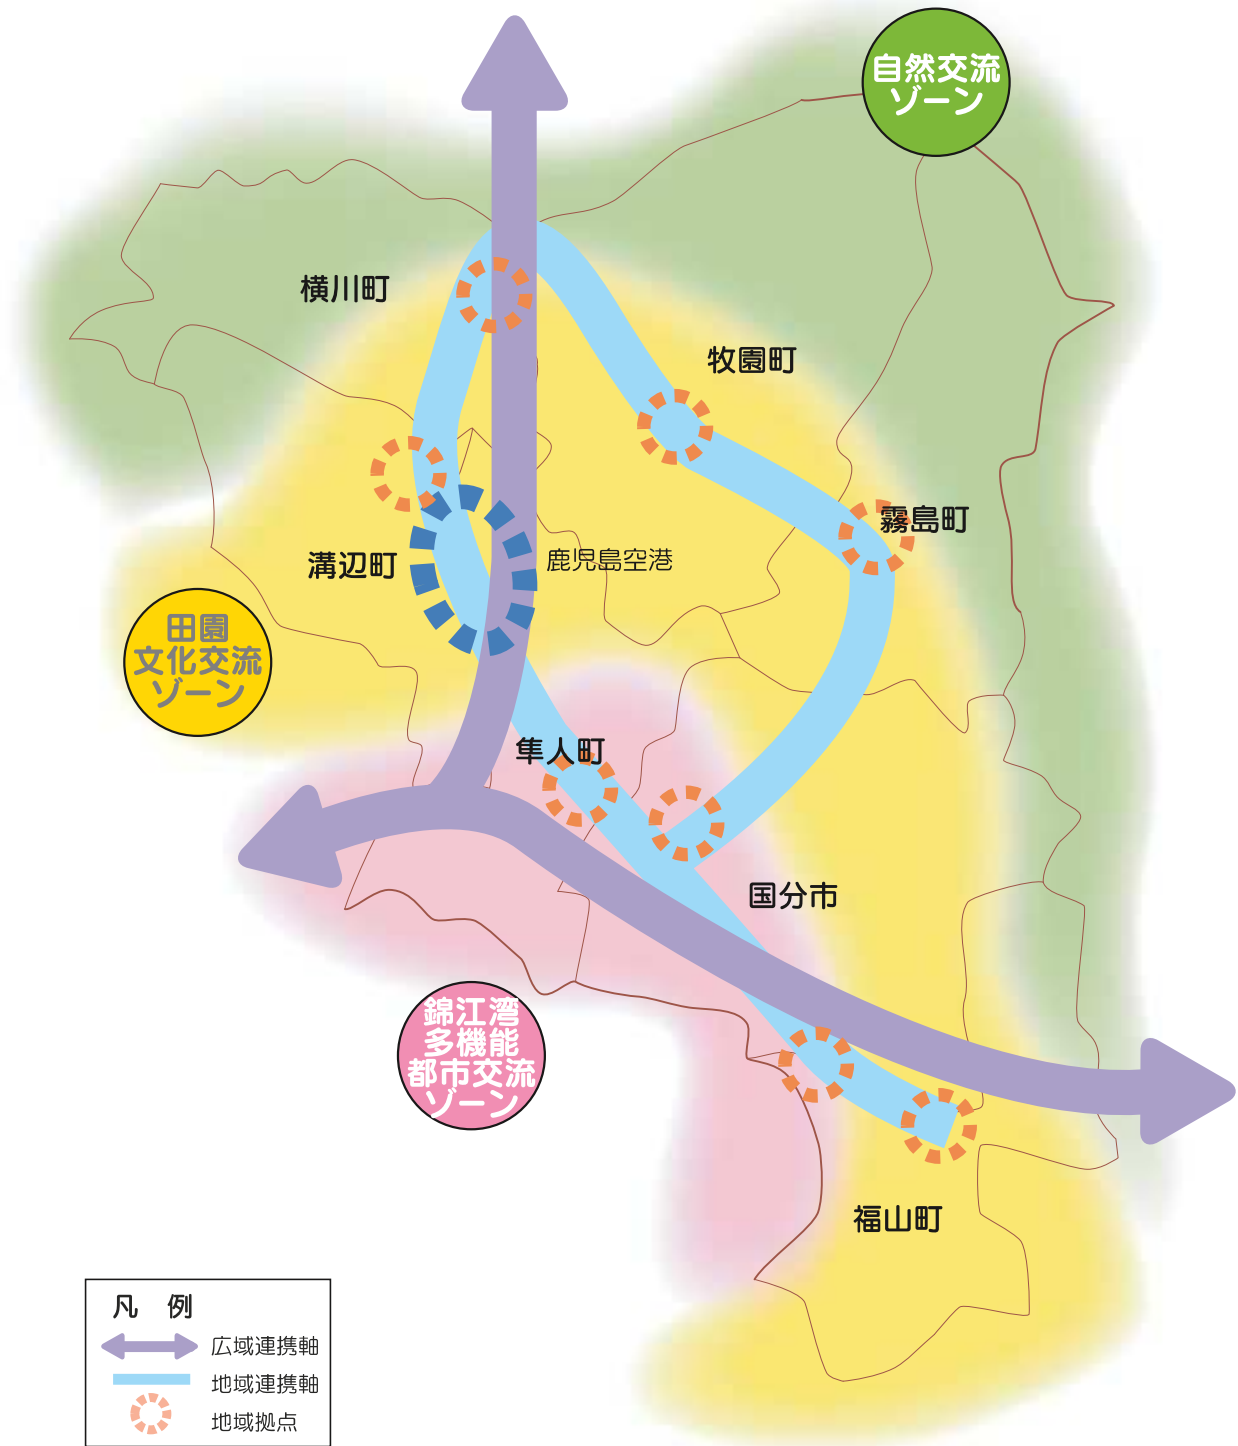 自然交流
ゾーン
横川町
牧園町
霧島町
溝辺町
鹿児島空港
田園
文化交流
ゾーン
隼人町
国分市
錦江湾
多機能
都市交流
ゾーン
福山町
凡　例
広域連携軸
地域連携軸
地域拠点